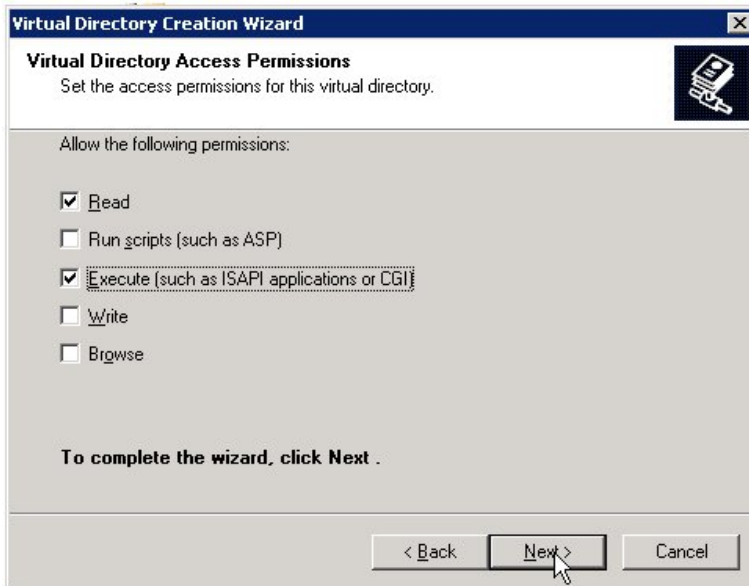 Virtual Directory Creation Wizard
Virtual Directory Access Permissions
Set the access permissions for this virtual directory.
Allow the following permissions:
Read
Run scripts (such as ASP)
Execute (such as ISAPI applications or CGI)
Write
Browse
To complete the wizard, click Next .
< Back Next > Cancel